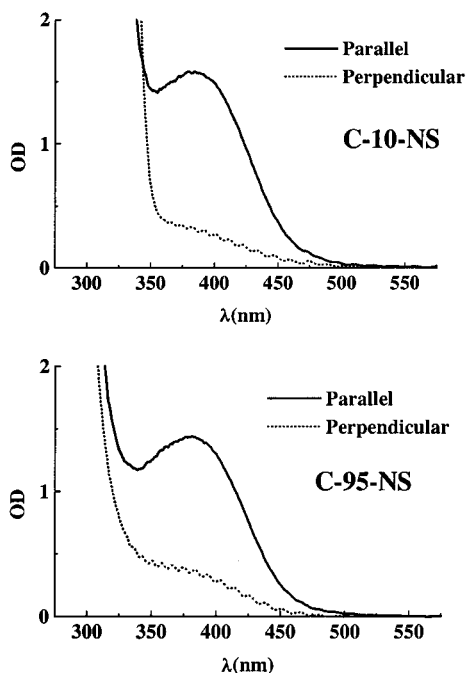 2
Parallel
Perpendicular
C-10-NS
1
OD
0
300 350 400 450 500 550
λ(nm)
2
Parallel
Perpendicular
C-95-NS
1
OD
0
300 350 400 450 500 550
λ(nm)